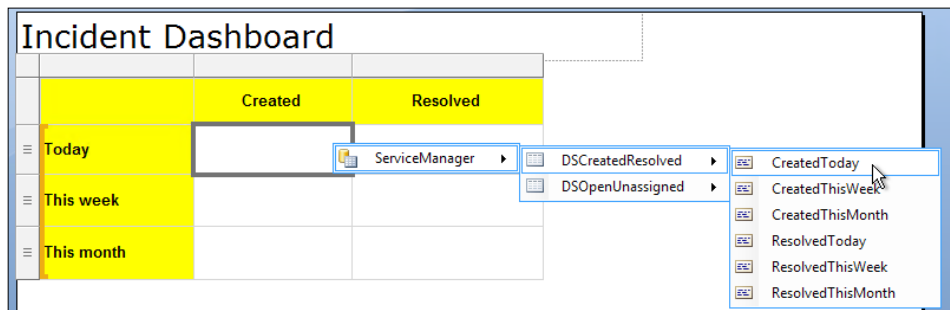 Incident Dashboard
Created Resolved
Today
ServiceManager DSCreatedResolved CreatedToday
DSOpenUnassigned CreatedThisWeek
This week
CreatedThisMonth
ResolvedToday
This month
ResolvedThisWeek
ResolvedThisMonth